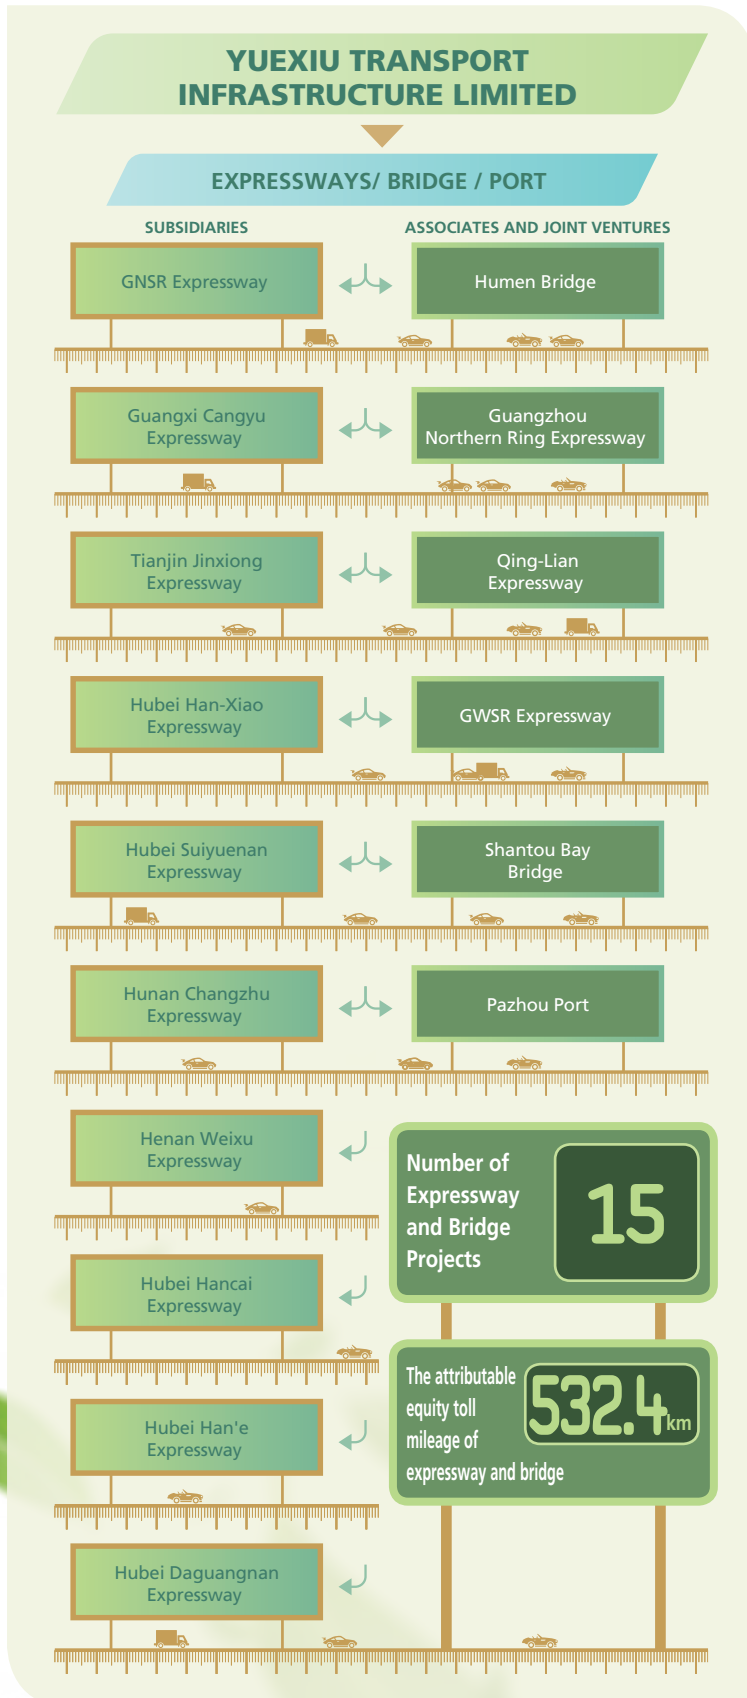 YUEXIU TRANSPORT
INFRASTRUCTURE LIMITED
EXPRESSWAYS/ BRIDGE / PORT
SUBSIDIARIES
ASSOCIATES AND JOINT VENTURES
GNSR Expressway
Humen Bridge
Guangxi Cangyu
Expressway
Guangzhou
Northern Ring Expressway
Tianjin Jinxiong
Expressway
Qing-Lian
Expressway
Hubei Han-Xiao
Expressway
GWSR Expressway
Hubei Suiyuenan
Expressway
Shantou Bay
Bridge
Hunan Changzhu
Expressway
Pazhou Port
Henan Weixu
Expressway
Number of
Expressway
and Bridge
Projects
15
Hubei Hancai
Expressway
The attributable
equity toll
mileage of
expressway and bridge
532.4km
Hubei Han'e
Expressway
Hubei Daguangnan
Expressway